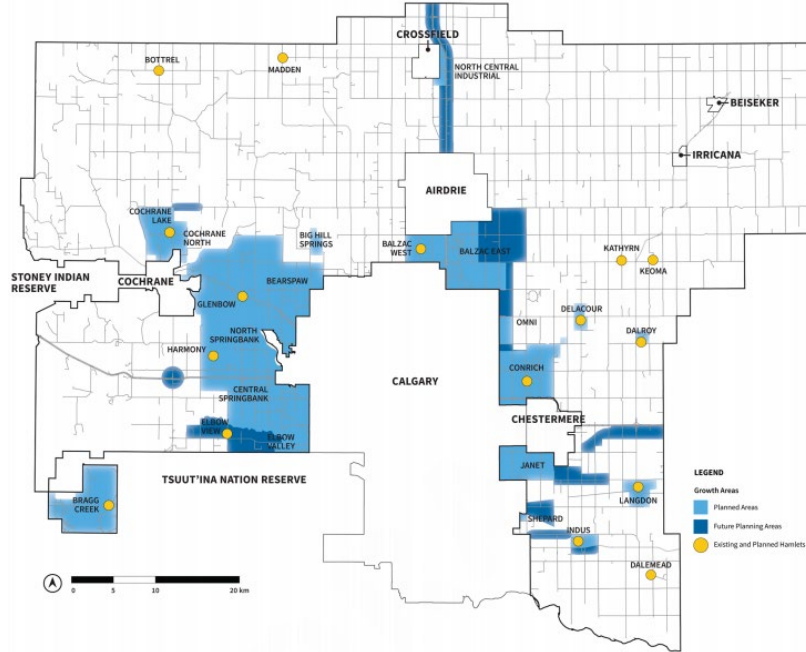 CROSSFIELD
BOTTREL
MADDEN
NORTH CENTRAL
INDUSTRIAL
BEISEKER
IRRICANA
AIRDRIE
COCHRANE
LAKE
COCHRANE
NORTH
BIG HILL
SPRINGS
BALZAC
WEST
BALZAC EAST
KATHYRN
KEOMA
STONEY INDIAN
RESERVE
COCHRANE
BEARSPAW
GLENBOW
DELACOUR
OMNI
NORTH
SPRINGBANK
DALROY
HARMONY
CONRICH
CALGARY
CENTRAL
SPRINGBANK
CHESTERMERE
ELBOW
VIEW
ELBOW
VALLEY
JANET
TSUUT'INA NATION RESERVE
LANGDON
BRAGG
CREEK
SHEPARD
INDUS
DALEMEAD
LEGEND
Growth Areas
Planned Areas
Future Planning Areas
Existing and Planned Hamlets
0 5 10 20 km